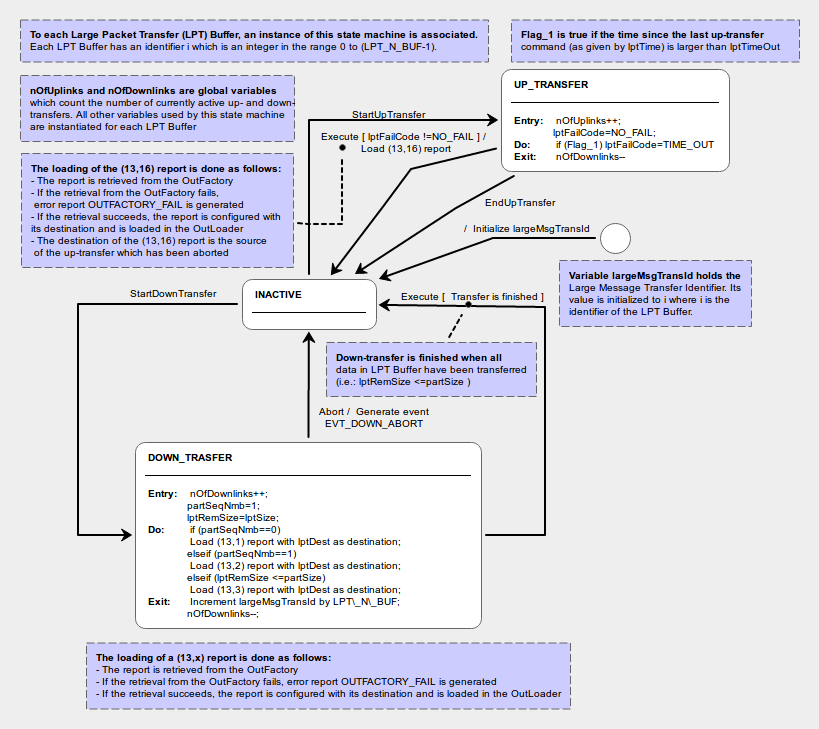 To each Large Packet Transfer (LPT) Buffer, an instance of this state machine is associated.
Each LPT Buffer has an identifier i which is an integer in the range 0 to (LPT_N_BUF-1).
Flag_1 is true if the time since the last up-transfer
command (as given by lptTime) is larger than lptTimeOut
nOfUplinks and nOfDownlinks are global variables
which count the number of currently active up- and down-
transfers. All other variables used by this state machine
are instantiated for each LPT Buffer
UP_TRANSFER
Entry: nOfUplinks++;
lptFailCode=NO_FAIL;
Do: if (Flag_1) lptFailCode=TIME_OUT
Exit: nOfDownlinks--
StartUpTransfer
Execute [ lptFailCode !=NO_FAIL ] /
Load (13,16) report
The loading of the (13,16) report is done as follows:
- The report is retrieved from the OutFactory
- If the retrieval from the OutFactory fails,
error report OUTFACTORY_FAIL is generated
- If the retrieval succeeds, the report is configured with
its destination and is loaded in the OutLoader
- The destination of the (13,16) report is the source
of the up-transfer which has been aborted
EndUpTransfer
/ Initialize largeMsgTransId
Variable largeMsgTransId holds the
Large Message Transfer Identifier. Its
value is initialized to i where i is the
identifier of the LPT Buffer.
StartDownTransfer
INACTIVE
Execute [ Transfer is finished ]
Down-transfer is finished when all
data in LPT Buffer have been transferred
(i.e.: lptRemSize <=partSize )
Abort / Generate event
EVT_DOWN_ABORT
DOWN_TRASFER
Entry: nOfDownlinks++;
partSeqNmb=1;
lptRemSize=lptSize;
Do: if (partSeqNmb==0)
Load (13,1) report with lptDest as destination;
elseif (partSeqNmb==1)
Load (13,2) report with lptDest as destination;
elseif (lptRemSize <=partSize)
Load (13,3) report with lptDest as destination;
Exit: Increment largeMsgTransId by LPT\_N\_BUF;
nOfDownlinks--;
The loading of a (13,x) report is done as follows:
- The report is retrieved from the OutFactory
- If the retrieval from the OutFactory fails, error report OUTFACTORY_FAIL is generated
- If the retrieval succeeds, the report is configured with its destination and is loaded in the OutLoader